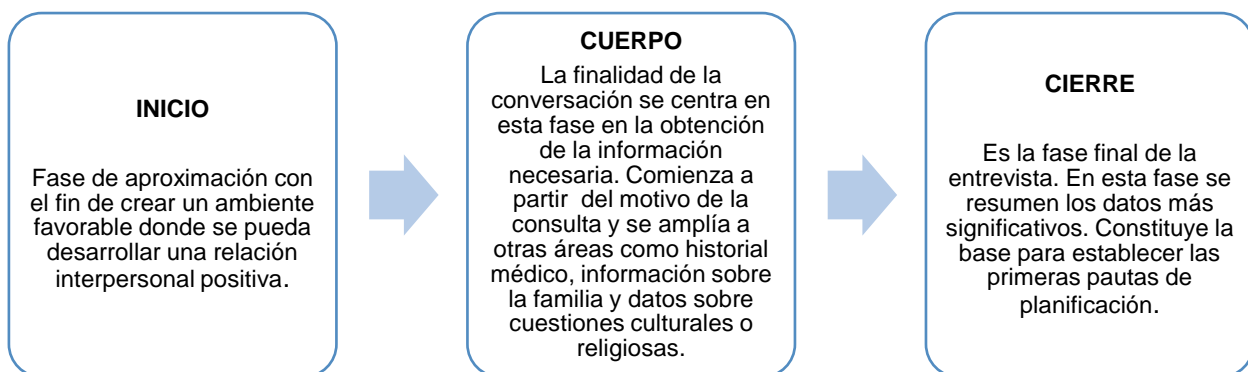 INICIO
Fase de aproximación con
el fin de crear un ambiente
favorable donde se pueda
desarrollar una relación
interpersonal positiva.
CUERPO
La finalidad de la
conversación se centra en
esta fase en la obtención
de la información
necesaria. Comienza a
partir del motivo de la
consulta y se amplía a
otras áreas como historial
médico, información sobre
la familia y datos sobre
cuestiones culturales o
religiosas.
CIERRE
Es la fase final de la
entrevista. En esta fase se
resumen los datos más
significativos. Constituye la
base para establecer las
primeras pautas de
planificación.